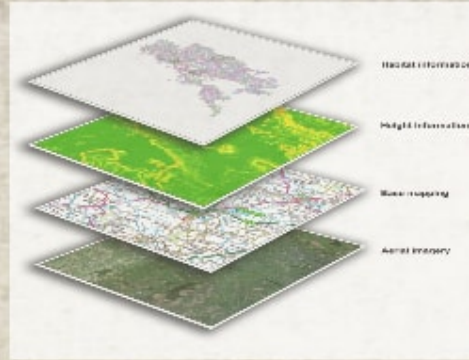 Habitat information
Height information
Base mapping
Aerial imagery